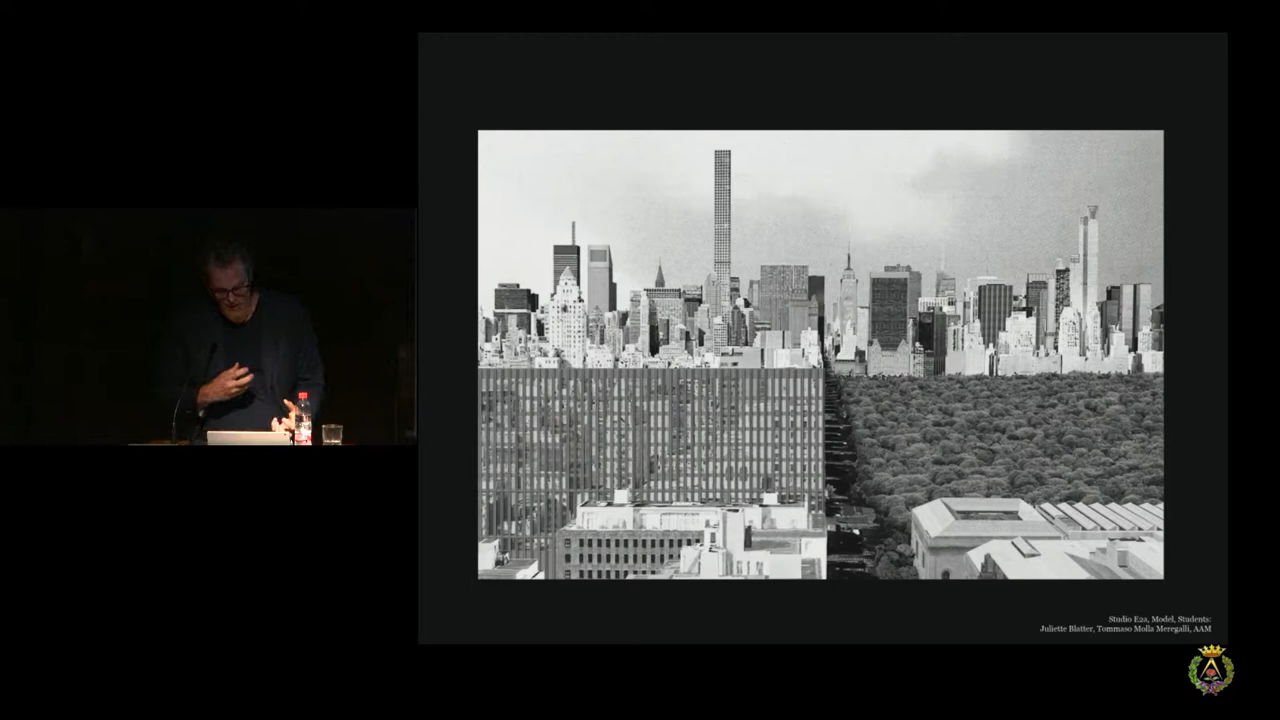 Studio E2a, Model, Students:
Juliette Blatter, Tommaso Molla Meregalli, AAM